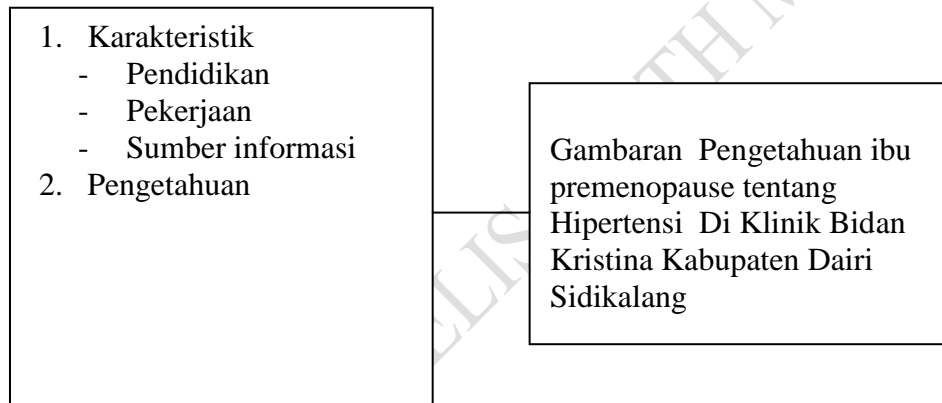 1. Karakteristik
- Pendidikan
- Pekerjaan
- Sumber informasi
2. Pengetahuan
Gambaran Pengetahuan ibu
premenopause tentang
Hipertensi Di Klinik Bidan
Kristina Kabupaten Dairi
Sidikalang